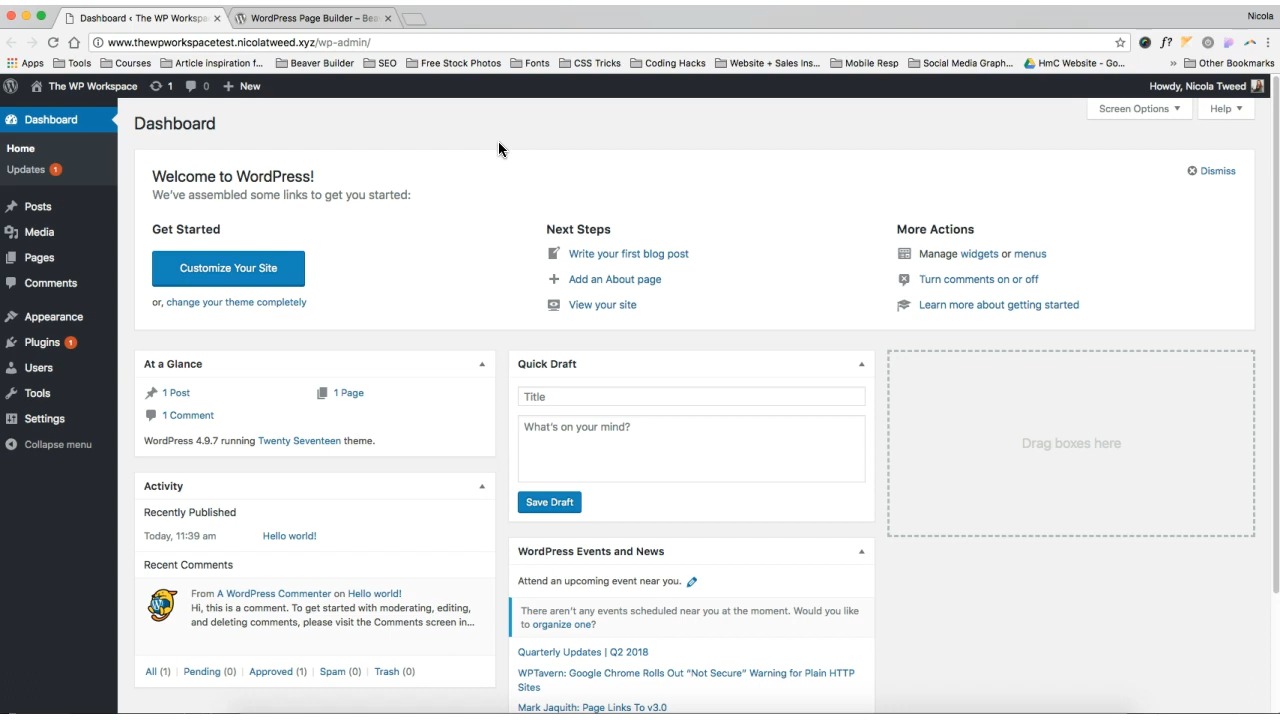 Dashboard < The WP Workspa
WordPress Page Builder – Bea
Nicola
www.thewpworkspacetest.nicolatweed.xyz/wp-admin/
f?
Apps
Tools
Courses
Article inspiration f...
Beaver Builder
SEO
Free Stock Photos
Fonts
CSS Tricks
Coding Hacks
Website + Sales Ins...
Mobile Resp
Social Media Graph...
HmC Website - Go...
»
Other Bookmarks
The WP Workspace
1
0
+ New
Howdy, Nicola Tweed
Dashboard
Home
Updates 1
Posts
Media
Pages
Comments
Appearance
Plugins 1
Users
Tools
Settings
Collapse menu
Dashboard
Screen Options
Help
Welcome to WordPress!
Dismiss
We've assembled some links to get you started:
Get Started
Customize Your Site
or, change your theme completely
Next Steps
Write your first blog post
Add an About page
View your site
More Actions
Manage widgets or menus
Turn comments on or off
Learn more about getting started
At a Glance
1 Post
1 Page
1 Comment
WordPress 4.9.7 running Twenty Seventeen theme.
Activity
Recently Published
Today, 11:39 am
Hello world!
Recent Comments
From A WordPress Commenter on Hello world!
Hi, this is a comment. To get started with moderating, editing,
and deleting comments, please visit the Comments screen in...
All (1) | Pending (0) | Approved (1) | Spam (0) | Trash (0)
Quick Draft
Title
What's on your mind?
Save Draft
WordPress Events and News
Attend an upcoming event near you.
There aren't any events scheduled near you at the moment. Would you like
to organize one?
Quarterly Updates | Q2 2018
WPTavern: Google Chrome Rolls Out "Not Secure" Warning for Plain HTTP
Sites
Mark Jaquith: Page Links To v3.0
Drag boxes here